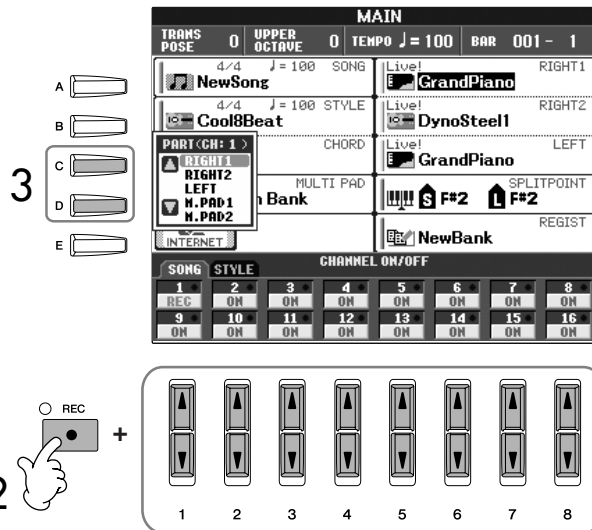 MAIN
TRANSPOSE 0 UPPER OCTAVE 0 TEMPO ♩= 100 BAR 001 - 1
4/4 ♩= 100 SONG
NewSong
Live! RIGHT1
GrandPiano
4/4 ♩= 100 STYLE
Cool8Beat
Live! RIGHT2
DynoSteel1
CHORD
Live! LEFT
GrandPiano
MULTI PAD
Bank
SPLITPOINT
S F#2 L F#2
REGIST
NewBank
PART(CH: 1 )
RIGHT1
RIGHT2
LEFT
M.PAD1
M.PAD2
INTERNET
CHANNEL ON/OFF
SONG STYLE
1 2 3 4 5 6 7 8
REC ON ON ON ON ON ON ON
9 10 11 12 13 14 15 16
ON ON ON ON ON ON ON ON
A
B
C
D
E
3
REC
+
2
1 2 3 4 5 6 7 8